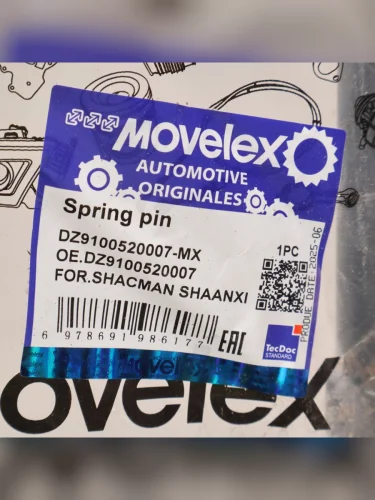 MOVELEX
AUTOMOTIVE
ORIGINALES
Spring pin
DZ9100520007-MX
OE.DZ9100520007
FOR.SHACMAN SHAANXI
1PC
PRODUE DATE:2025-06
6 978691 986177
EAC
TecDoc
STANDARD
ovelex